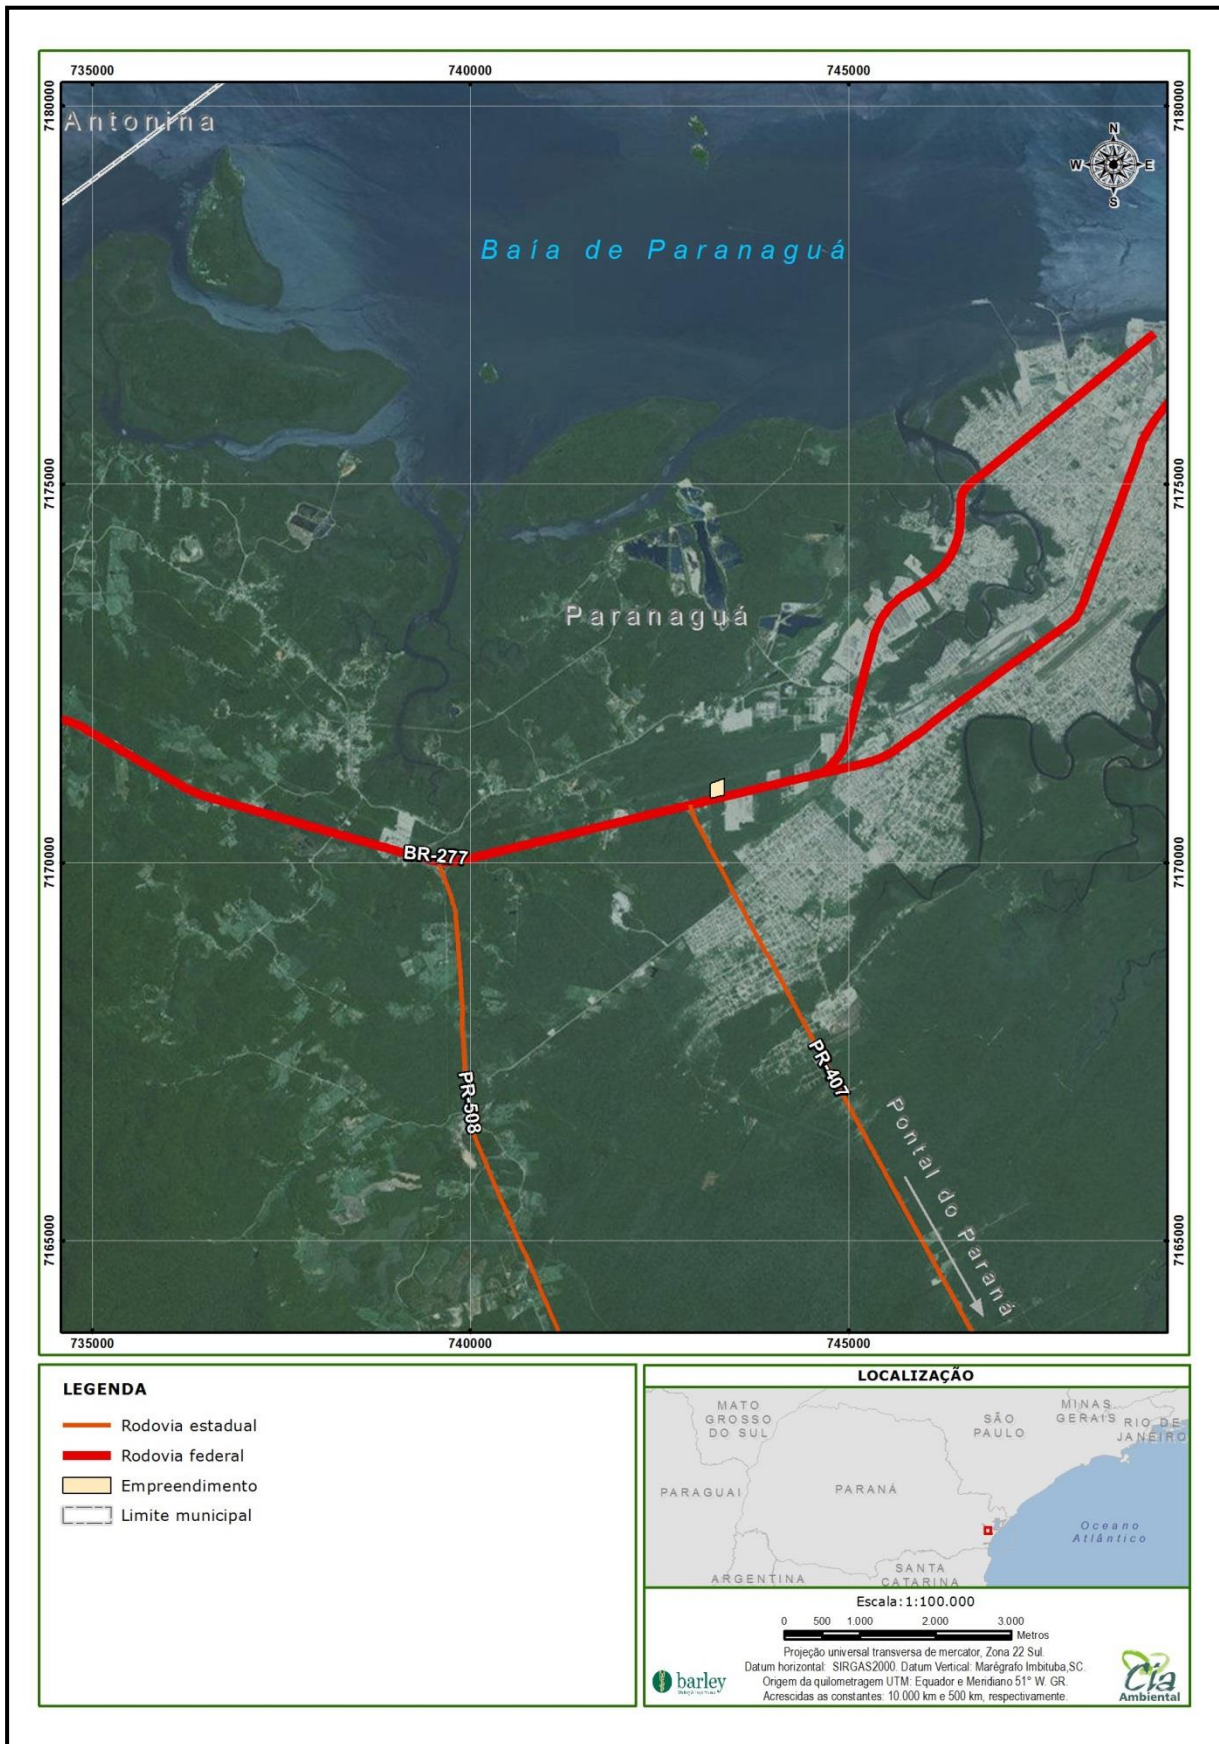 735000 740000 745000
7180000 7180000
Antonina
N
W E
S
Baía de Paranaguá
7175000 7175000
Paranaguá
BR-277
7170000 7170000
PR-407
PR-508
Pontal do Paraná
7165000 7165000
735000 740000 745000
LEGENDA
Rodovia estadual
Rodovia federal
Empreendimento
Limite municipal
LOCALIZAÇÃO
MATO
GROSSO
DO SUL
SÃO
PAULO
MINAS
GERAIS
RIO DE
JANEIRO
PARAGUAI
PARANÁ
Oceano
Atlântico
ARGENTINA
SANTA
CATARINA
Escala: 1:100.000
0 500 1.000 2.000 3.000
Metros
Projeção universal transversa de mercator, Zona 22 Sul.
Datum horizontal: SIRGAS2000. Datum Vertical: Marégrafo Imbituba,SC.
Origem da quilometragem UTM: Equador e Meridiano 51° W. GR.
Acrescidas as constantes: 10.000 km e 500 km, respectivamente.
barley
Cia
Ambiental